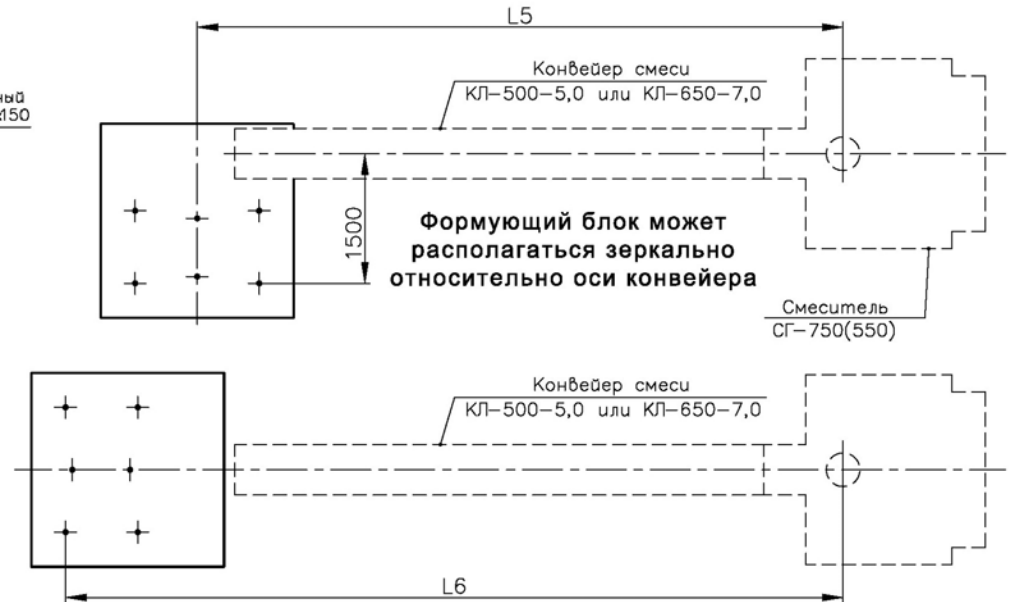 L5
Конвейер смеси
КЛ-500-5,0 или КЛ-650-7,0
ный
150
1500
Формующий блок может
располагаться зеркально
относительно оси конвейера
Смеситель
СГ-750(550)
Конвейер смеси
КЛ-500-5,0 или КЛ-650-7,0
L6